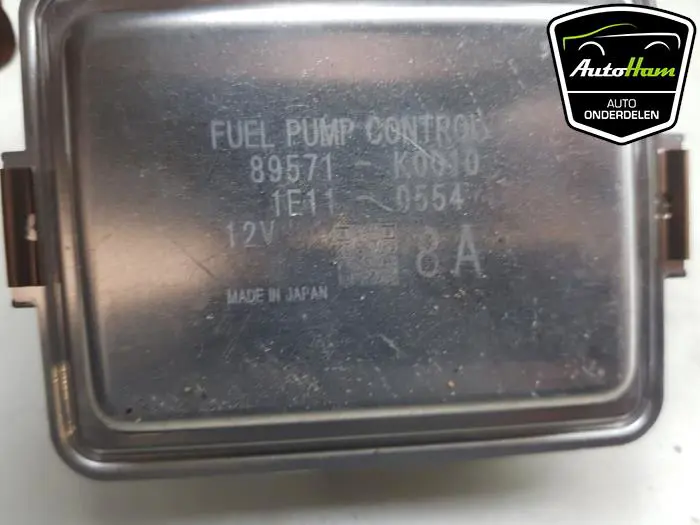 AutoHam
AUTO
ONDERDELEN
FUEL PUMP CONTROL
89571-K0010
1E11-0554
12V
8A
MADE IN JAPAN